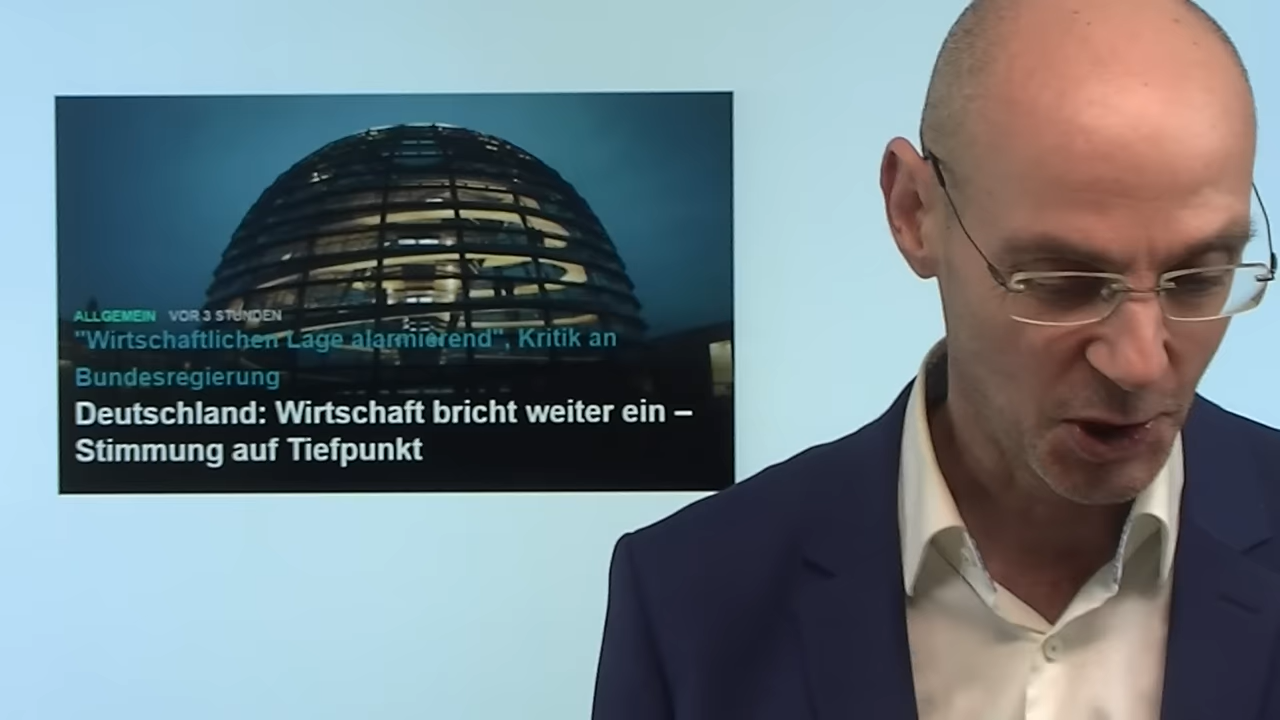 ALLGEMEIN VOR 3 STUNDEN
"Wirtschaftlichen Lage alarmierend", Kritik an
Bundesregierung
Deutschland: Wirtschaft bricht weiter ein –
Stimmung auf Tiefpunkt